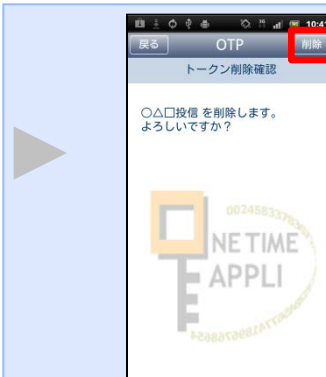 10:41
戻る OTP 削除
トークン削除確認
○△□投信 を削除します。
よろしいですか？
NE TIME
APPLI